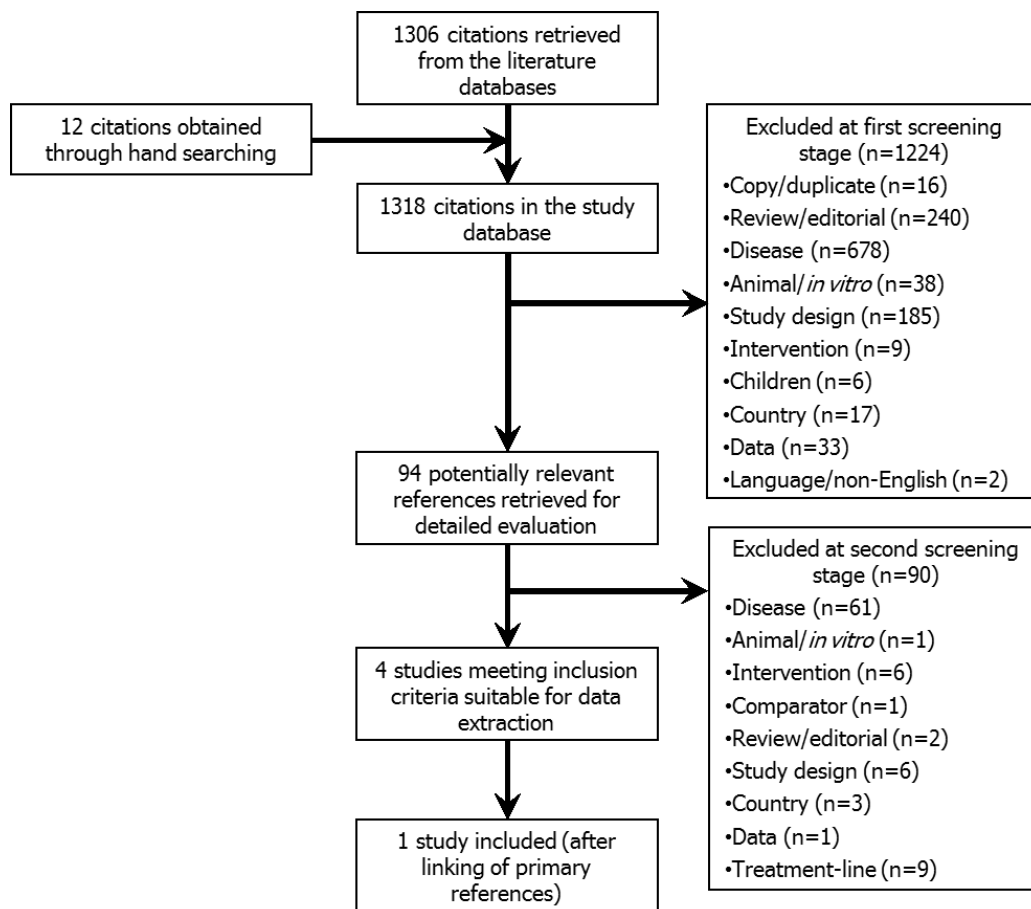 1306 citations retrieved
from the literature
databases
12 citations obtained
through hand searching
1318 citations in the study
database
Excluded at first screening
stage (n=1224)
•Copy/duplicate (n=16)
•Review/editorial (n=240)
•Disease (n=678)
•Animal/in vitro (n=38)
•Study design (n=185)
•Intervention (n=9)
•Children (n=6)
•Country (n=17)
•Data (n=33)
•Language/non-English (n=2)
94 potentially relevant
references retrieved for
detailed evaluation
Excluded at second screening
stage (n=90)
•Disease (n=61)
•Animal/in vitro (n=1)
•Intervention (n=6)
•Comparator (n=1)
•Review/editorial (n=2)
•Study design (n=6)
•Country (n=3)
•Data (n=1)
•Treatment-line (n=9)
4 studies meeting inclusion
criteria suitable for data
extraction
1 study included (after
linking of primary
references)